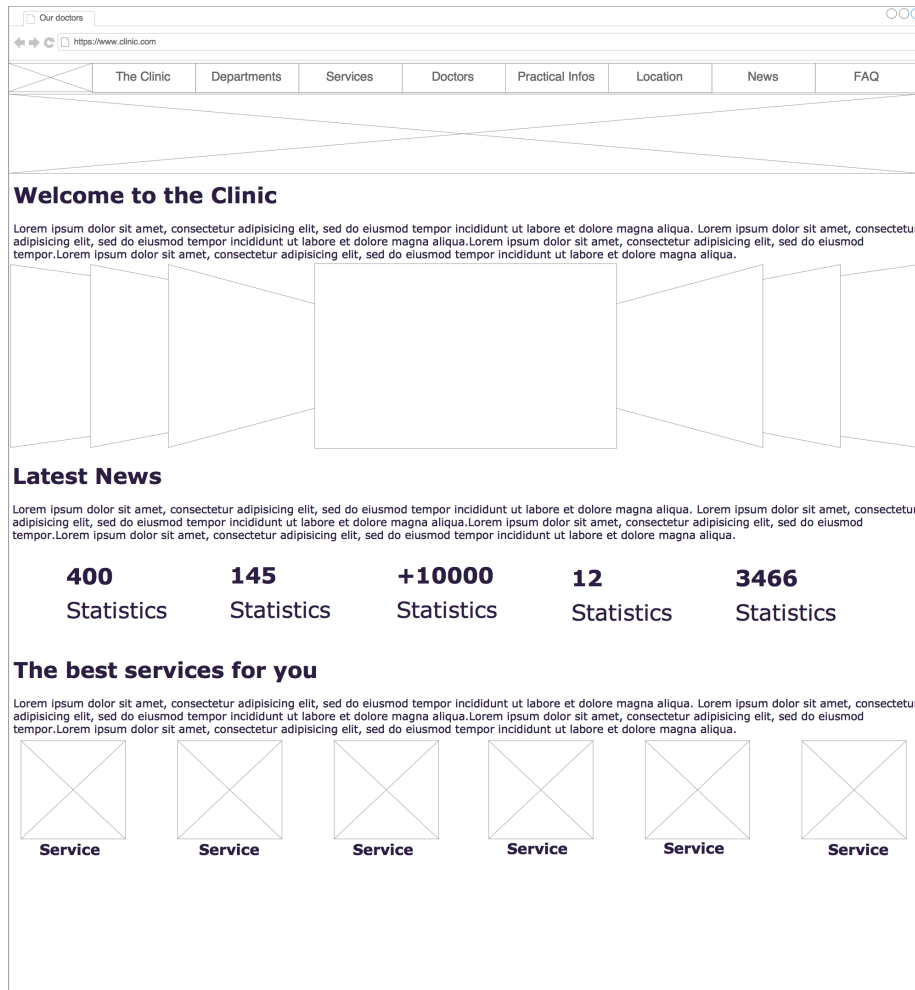 Our doctors
https://www.clinic.com
The Clinic Departments Services Doctors Practical Infos Location News FAQ
Welcome to the Clinic
Lorem ipsum dolor sit amet, consectetur adipisicing elit, sed do eiusmod tempor incididunt ut labore et dolore magna aliqua. Lorem ipsum dolor sit amet, consectetur
adipisicing elit, sed do eiusmod tempor incididunt ut labore et dolore magna aliqua.Lorem ipsum dolor sit amet, consectetur adipisicing elit, sed do eiusmod
tempor.Lorem ipsum dolor sit amet, consectetur adipisicing elit, sed do eiusmod tempor incididunt ut labore et dolore magna aliqua.
Latest News
Lorem ipsum dolor sit amet, consectetur adipisicing elit, sed do eiusmod tempor incididunt ut labore et dolore magna aliqua. Lorem ipsum dolor sit amet, consectetur
adipisicing elit, sed do eiusmod tempor incididunt ut labore et dolore magna aliqua.Lorem ipsum dolor sit amet, consectetur adipisicing elit, sed do eiusmod
tempor.Lorem ipsum dolor sit amet, consectetur adipisicing elit, sed do eiusmod tempor incididunt ut labore et dolore magna aliqua.
400 145 +10000 12 3466
Statistics Statistics Statistics Statistics Statistics
The best services for you
Lorem ipsum dolor sit amet, consectetur adipisicing elit, sed do eiusmod tempor incididunt ut labore et dolore magna aliqua. Lorem ipsum dolor sit amet, consectetur
adipisicing elit, sed do eiusmod tempor incididunt ut labore et dolore magna aliqua.Lorem ipsum dolor sit amet, consectetur adipisicing elit, sed do eiusmod
tempor.Lorem ipsum dolor sit amet, consectetur adipisicing elit, sed do eiusmod tempor incididunt ut labore et dolore magna aliqua.
Service Service Service Service Service Service